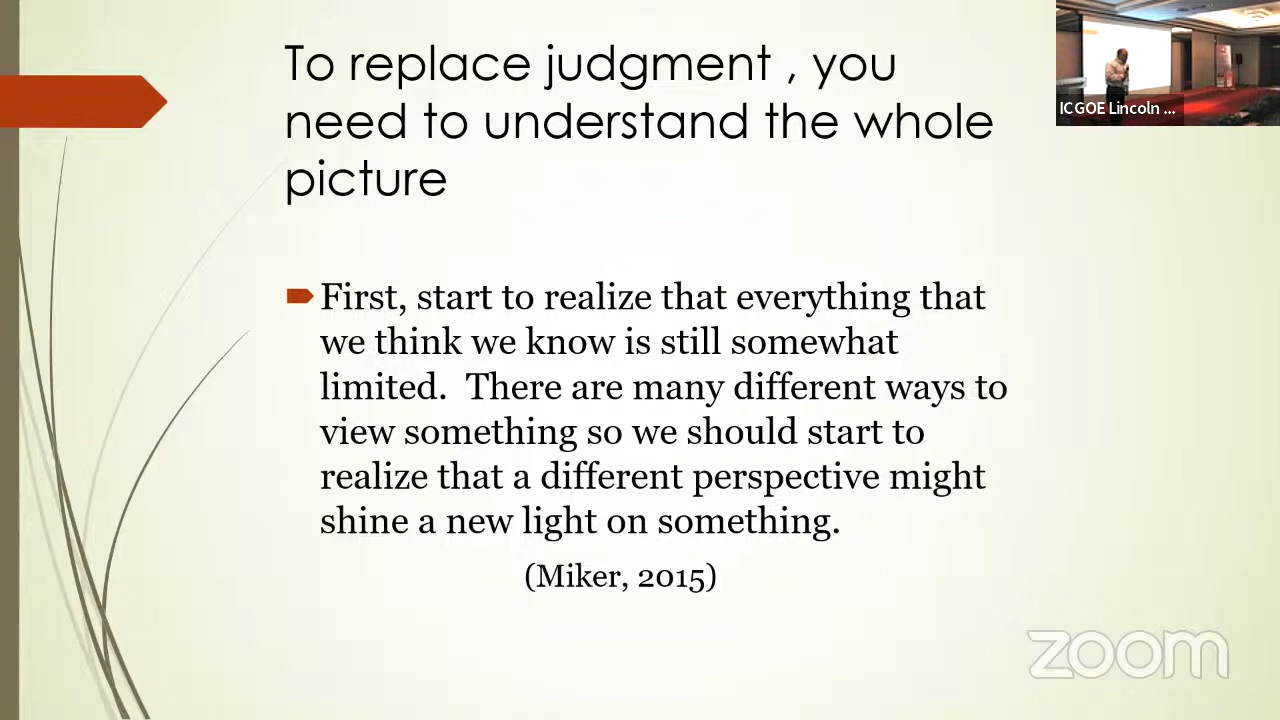 To replace judgment , you
need to understand the whole
picture
ICGOE Lincoln ...
First, start to realize that everything that
we think we know is still somewhat
limited.  There are many different ways to
view something so we should start to
realize that a different perspective might
shine a new light on something.
(Miker, 2015)
zoom